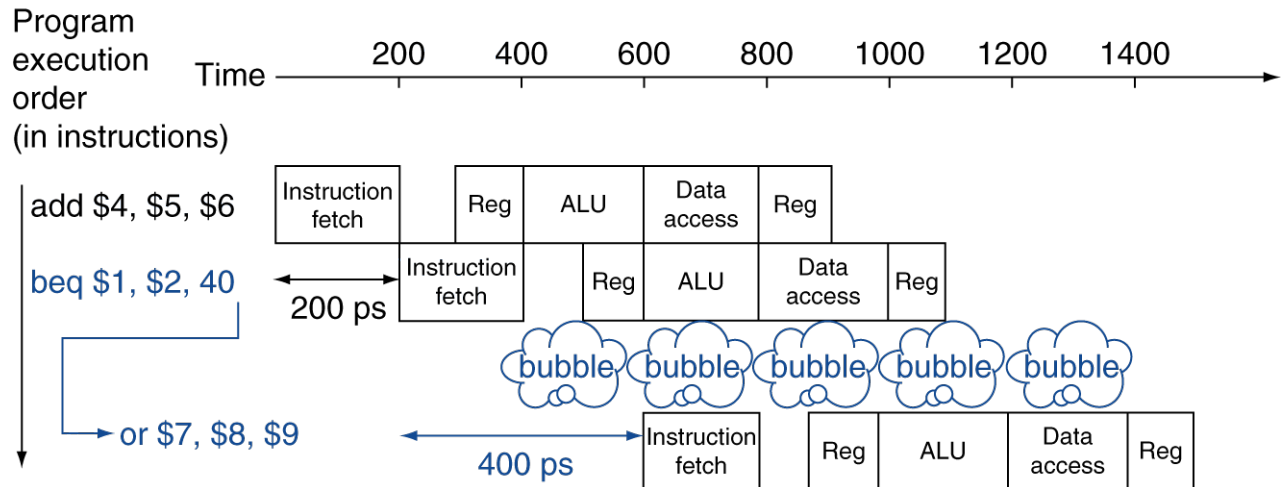 Program
execution
order
(in instructions)
Time
200 400 600 800 1000 1200 1400
add $4, $5, $6
Instruction
fetch
Reg
ALU
Data
access
Reg
beq $1, $2, 40
200 ps
Instruction
fetch
Reg
ALU
Data
access
Reg
bubble bubble bubble bubble bubble
or $7, $8, $9
400 ps
Instruction
fetch
Reg
ALU
Data
access
Reg